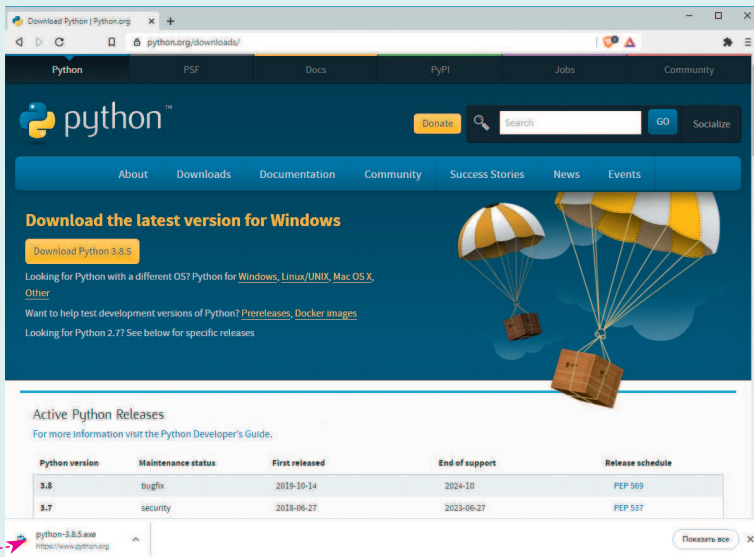 Download Python | Python.org
python.org/downloads/
Python PSF Docs PyPI Jobs Community
python™
Donate Search GO Socialize
About Downloads Documentation Community Success Stories News Events
Download the latest version for Windows
Download Python 3.8.5
Looking for Python with a different OS? Python for Windows, Linux/UNIX, Mac OS X,
Other
Want to help test development versions of Python? Prereleases, Docker images
Looking for Python 2.7? See below for specific releases
Active Python Releases
For more information visit the Python Developer's Guide.
Python version Maintenance status First released End of support Release schedule
3.8 bugfix 2019-10-14 2024-10 PEP 569
3.7 security 2018-06-27 2023-06-27 PEP 537
python-3.8.5.exe
https://www.python.org
Показать все